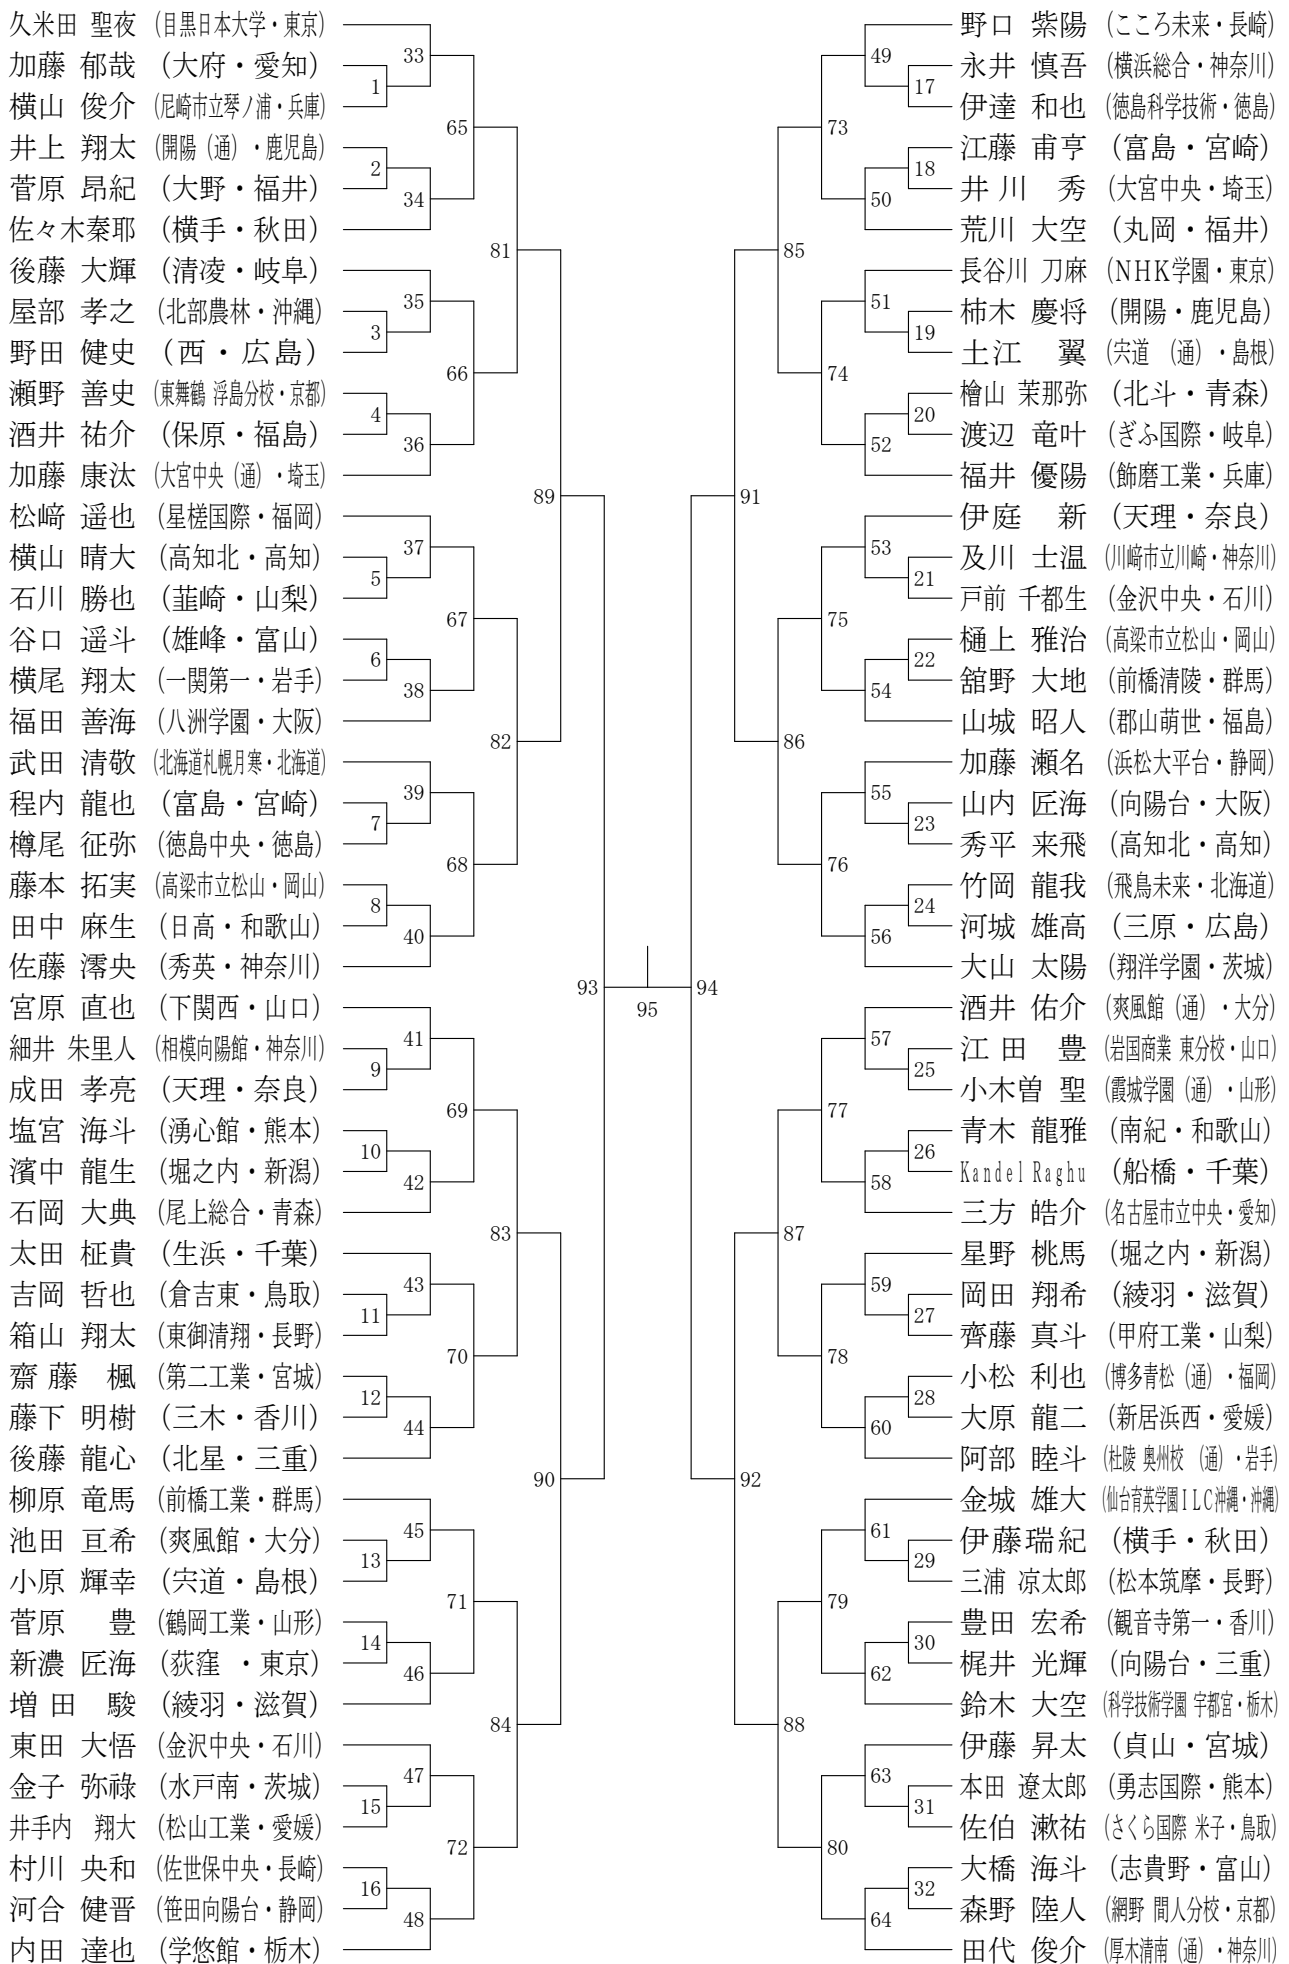 久米田 聖夜 (目黒日本大学・東京)
加藤 郁哉 (大府・愛知)
横山 俊介 (尼崎市立琴ノ浦・兵庫)
井上 翔太 (開陽 (通) ・鹿児島)
菅原 昂紀 (大野・福井)
佐々木秦耶 (横手・秋田)
後藤 大輝 (清凌・岐阜)
屋部 孝之 (北部農林・沖縄)
野田 健史 (西・広島)
瀬野 善史 (東舞鶴 浮島分校・京都)
酒井 祐介 (保原・福島)
加藤 康汰 (大宮中央 (通) ・埼玉)
松﨑 遥也 (星槎国際・福岡)
横山 晴大 (高知北・高知)
石川 勝也 (韮崎・山梨)
谷口 遥斗 (雄峰・富山)
横尾 翔太 (一関第一・岩手)
福田 善海 (八洲学園・大阪)
武田 清敬 (北海道札幌月寒・北海道)
程内 龍也 (富島・宮崎)
樽尾 征弥 (徳島中央・徳島)
藤本 拓実 (高梁市立松山・岡山)
田中 麻生 (日高・和歌山)
佐藤 澪央 (秀英・神奈川)
宮原 直也 (下関西・山口)
細井 朱里人 (相模向陽館・神奈川)
成田 孝亮 (天理・奈良)
塩宮 海斗 (湧心館・熊本)
濱中 龍生 (堀之内・新潟)
石岡 大典 (尾上総合・青森)
太田 柾貴 (生浜・千葉)
吉岡 哲也 (倉吉東・鳥取)
箱山 翔太 (東御清翔・長野)
齋藤 楓 (第二工業・宮城)
藤下 明樹 (三木・香川)
後藤 龍心 (北星・三重)
柳原 竜馬 (前橋工業・群馬)
池田 亘希 (爽風館・大分)
小原 輝幸 (宍道・島根)
菅原 豊 (鶴岡工業・山形)
新濃 匠海 (荻窪 ・東京)
増田 駿 (綾羽・滋賀)
東田 大悟 (金沢中央・石川)
金子 弥祿 (水戸南・茨城)
井手内 翔大 (松山工業・愛媛)
村川 央和 (佐世保中央・長崎)
河合 健晋 (笹田向陽台・静岡)
内田 達也 (学悠館・栃木)
33
1
65
2
34
81
35
3
66
4
36
89
37
5
67
6
38
82
39
7
68
8
40
93
41
9
69
10
42
83
43
11
70
12
44
90
45
13
71
14
46
84
47
15
72
16
48
95
49
17
73
18
50
85
51
19
74
20
52
91
53
21
75
22
54
86
55
23
76
24
56
94
57
25
77
26
58
87
59
27
78
28
60
92
61
29
79
30
62
88
63
31
80
32
64
野口 紫陽 (こころ未来・長崎)
永井 慎吾 (横浜総合・神奈川)
伊達 和也 (徳島科学技術・徳島)
江藤 甫亨 (富島・宮崎)
井川 秀 (大宮中央・埼玉)
荒川 大空 (丸岡・福井)
長谷川 刀麻 (NHK学園・東京)
柿木 慶将 (開陽・鹿児島)
土江 翼 (宍道 (通) ・島根)
檜山 茉那弥 (北斗・青森)
渡辺 竜叶 (ぎふ国際・岐阜)
福井 優陽 (飾磨工業・兵庫)
伊庭 新 (天理・奈良)
及川 士温 (川崎市立川崎・神奈川)
戸前 千都生 (金沢中央・石川)
樋上 雅治 (高梁市立松山・岡山)
舘野 大地 (前橋清陵・群馬)
山城 昭人 (郡山萌世・福島)
加藤 瀬名 (浜松大平台・静岡)
山内 匠海 (向陽台・大阪)
秀平 来飛 (高知北・高知)
竹岡 龍我 (飛鳥未来・北海道)
河城 雄高 (三原・広島)
大山 太陽 (翔洋学園・茨城)
酒井 佑介 (爽風館 (通) ・大分)
江田 豊 (岩国商業 東分校・山口)
小木曽 聖 (霞城学園 (通) ・山形)
青木 龍雅 (南紀・和歌山)
Kandel Raghu (船橋・千葉)
三方 皓介 (名古屋市立中央・愛知)
星野 桃馬 (堀之内・新潟)
岡田 翔希 (綾羽・滋賀)
齊藤 真斗 (甲府工業・山梨)
小松 利也 (博多青松 (通) ・福岡)
大原 龍二 (新居浜西・愛媛)
阿部 睦斗 (杜陵 奥州校 (通) ・岩手)
金城 雄大 (仙台育英学園ILC沖縄・沖縄)
伊藤瑞紀 (横手・秋田)
三浦 凉太郎 (松本筑摩・長野)
豊田 宏希 (観音寺第一・香川)
梶井 光輝 (向陽台・三重)
鈴木 大空 (科学技術学園 宇都宮・栃木)
伊藤 昇太 (貞山・宮城)
本田 遼太郎 (勇志国際・熊本)
佐伯 漱祐 (さくら国際 米子・鳥取)
大橋 海斗 (志貴野・富山)
森野 陸人 (網野 間人分校・京都)
田代 俊介 (厚木清南 (通) ・神奈川)